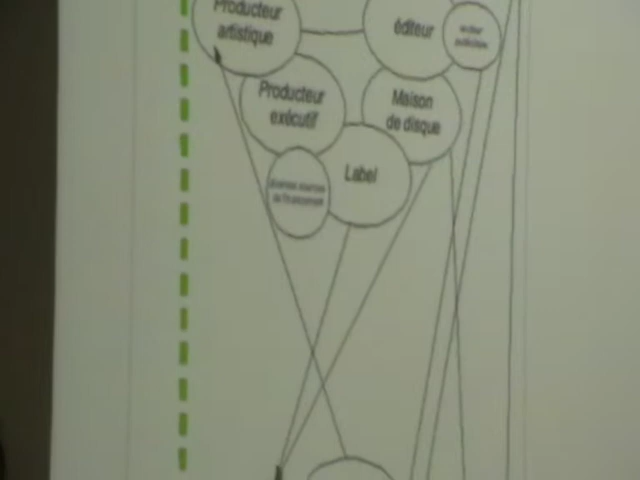 Producteur
artistique
éditeur
Producteur
exécutif
Maison
de disque
Label